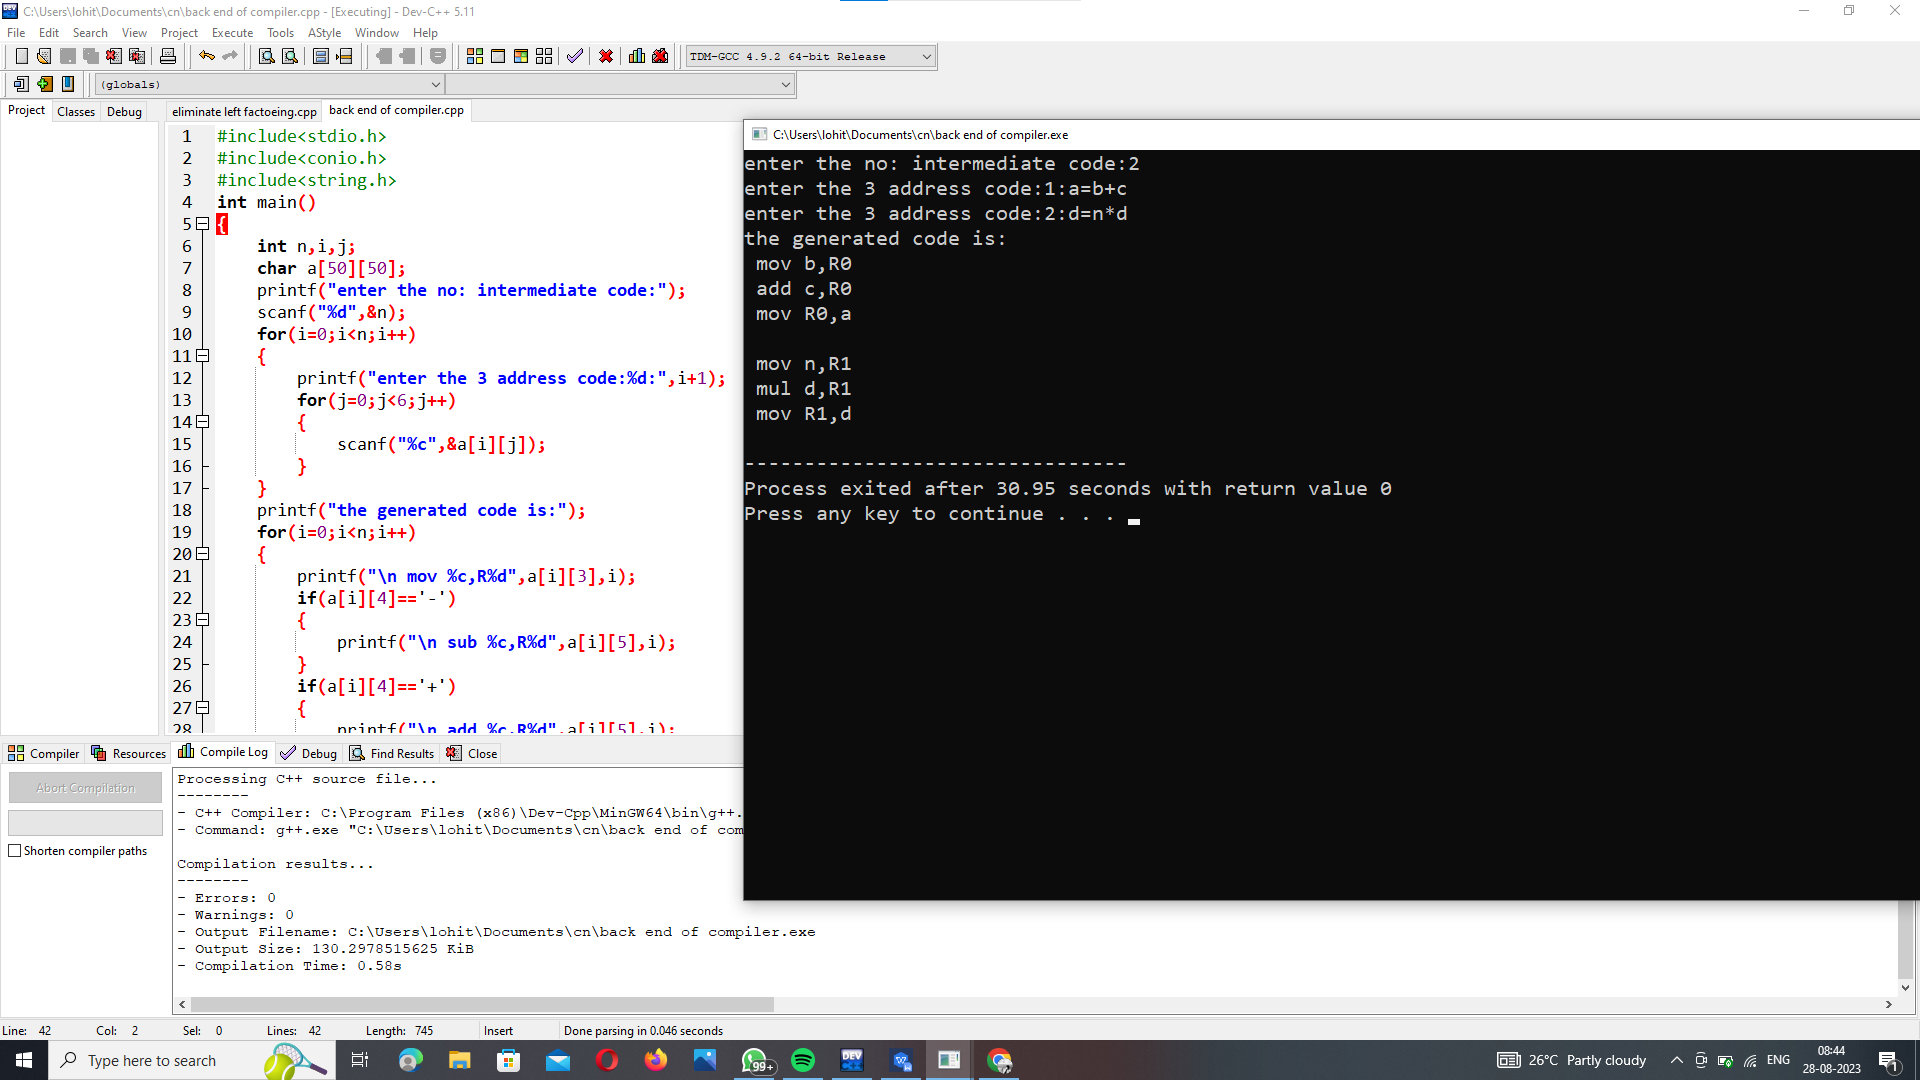 C:\Users\lohit\Documents\cn\back end of compiler.cpp - [Executing] - Dev-C++ 5.11
File Edit Search View Project Execute Tools AStyle Window Help
TDM-GCC 4.9.2 64-bit Release
(globals)
Project Classes Debug eliminate left factoeing.cpp back end of compiler.cpp
1 #include<stdio.h>
2 #include<conio.h>
3 #include<string.h>
4 int main()
5 {
6 int n,i,j;
7 char a[50][50];
8 printf("enter the no: intermediate code:");
9 scanf("%d",&n);
10 for(i=0;i<n;i++)
11 {
12 printf("enter the 3 address code:%d:",i+1);
13 for(j=0;j<6;j++)
14 {
15 scanf("%c",&a[i][j]);
16 }
17 }
18 printf("the generated code is:");
19 for(i=0;i<n;i++)
20 {
21 printf("\n mov %c,R%d",a[i][3],i);
22 if(a[i][4]=='-')
23 {
24 printf("\n sub %c,R%d",a[i][5],i);
25 }
26 if(a[i][4]=='+')
27 {
28 printf("\n add %c,R%d",a[i][5],i);
C:\Users\lohit\Documents\cn\back end of compiler.exe
enter the no: intermediate code:2
enter the 3 address code:1:a=b+c
enter the 3 address code:2:d=n*d
the generated code is:
mov b,R0
add c,R0
mov R0,a
mov n,R1
mul d,R1
mov R1,d
--------------------------------
Process exited after 30.95 seconds with return value 0
Press any key to continue . . .
Compiler Resources Compile Log Debug Find Results Close
Abort Compilation
Shorten compiler paths
Processing C++ source file...
--------
- C++ Compiler: C:\Program Files (x86)\Dev-Cpp\MinGW64\bin\g++.
- Command: g++.exe "C:\Users\lohit\Documents\cn\back end of com
Compilation results...
--------
- Errors: 0
- Warnings: 0
- Output Filename: C:\Users\lohit\Documents\cn\back end of compiler.exe
- Output Size: 130.2978515625 KiB
- Compilation Time: 0.58s
Line: 42 Col: 2 Sel: 0 Lines: 42 Length: 745 Insert Done parsing in 0.046 seconds
Type here to search
99+
DEV
26°C Partly cloudy
ENG
08:44
28-08-2023
1